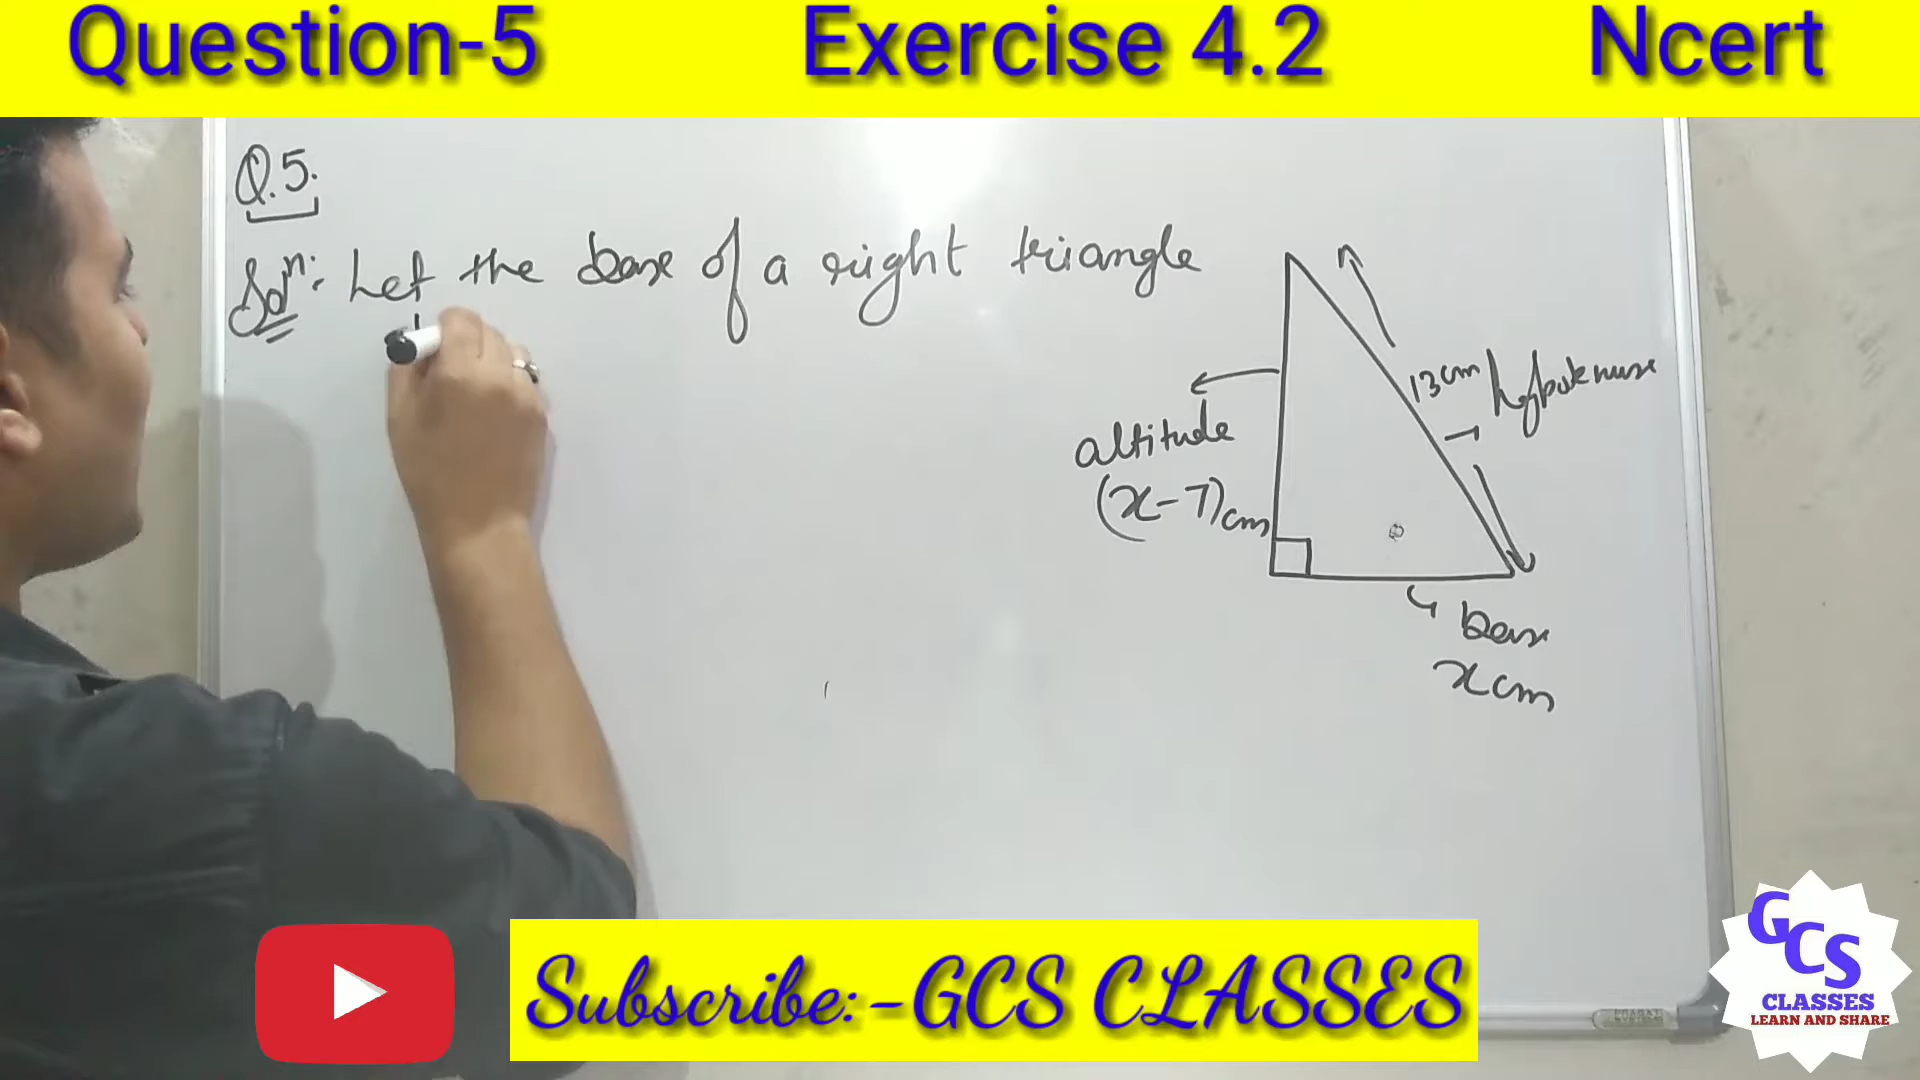 Question-5 Exercise 4.2 Ncert
Q.5.
Solⁿ: Let the base of a right triangle
13cm hypotenuse
altitude
(x-7)cm
base
x cm
Subscribe:-GCS CLASSES
GCS
CLASSES
LEARN AND SHARE